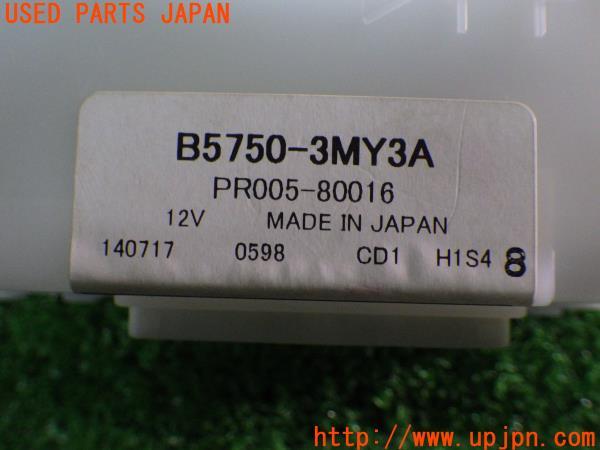 USED PARTS JAPAN
B5750-3MY3A
PR005-80016
12V MADE IN JAPAN
140717 0598 CD1 H1S4 8
http://www.upjpn.com/